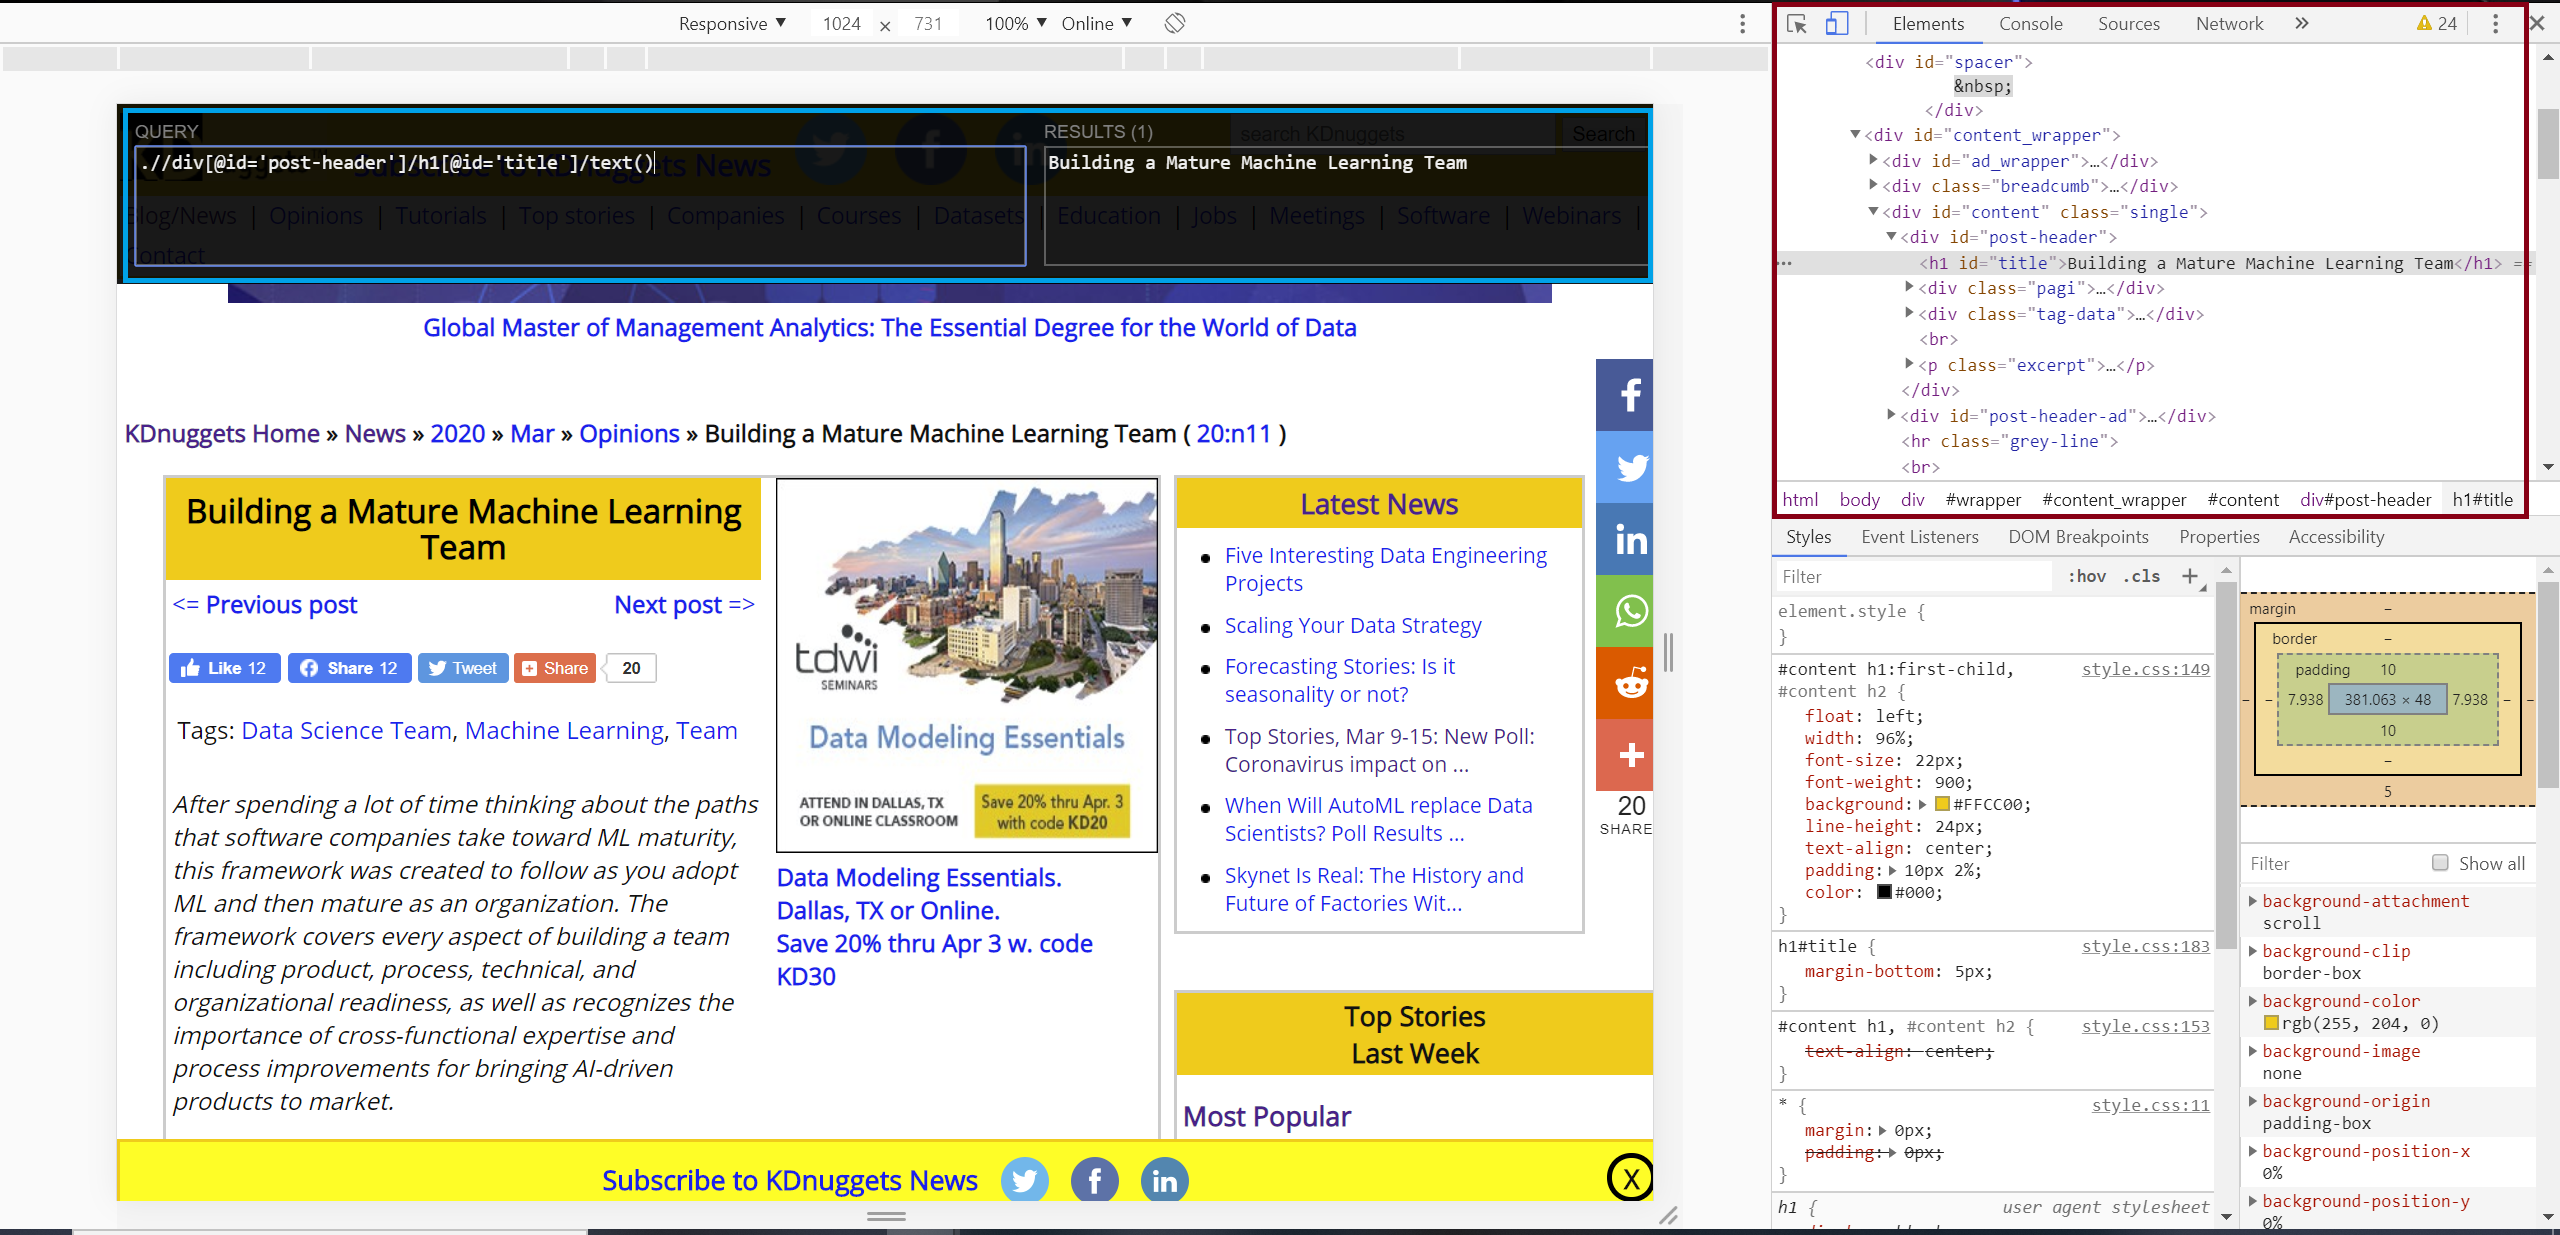 Responsive ▼ 1024 × 731 100% ▼ Online ▼
QUERY
.//div[@id='post-header']/h1[@id='title']/text()
RESULTS (1)
Building a Mature Machine Learning Team
search KDnuggets Search
Subscribe to KDnuggets News
Blog/News | Opinions | Tutorials | Top stories | Companies | Courses | Datasets | Education | Jobs | Meetings | Software | Webinars |
Contact
Global Master of Management Analytics: The Essential Degree for the World of Data
KDnuggets Home » News » 2020 » Mar » Opinions » Building a Mature Machine Learning Team ( 20:n11 )
Building a Mature Machine Learning
Team
<= Previous post Next post =>
Like 12 Share 12 Tweet Share 20
Tags: Data Science Team, Machine Learning, Team
After spending a lot of time thinking about the paths
that software companies take toward ML maturity,
this framework was created to follow as you adopt
ML and then mature as an organization. The
framework covers every aspect of building a team
including product, process, technical, and
organizational readiness, as well as recognizes the
importance of cross-functional expertise and
process improvements for bringing AI-driven
products to market.
tdwi
SEMINARS
Data Modeling Essentials
ATTEND IN DALLAS, TX
OR ONLINE CLASSROOM
Save 20% thru Apr. 3
with code KD20
Data Modeling Essentials.
Dallas, TX or Online.
Save 20% thru Apr 3 w. code
KD30
Latest News
Five Interesting Data Engineering
Projects
Scaling Your Data Strategy
Forecasting Stories: Is it
seasonality or not?
Top Stories, Mar 9-15: New Poll:
Coronavirus impact on ...
When Will AutoML replace Data
Scientists? Poll Results ...
Skynet Is Real: The History and
Future of Factories Wit...
Top Stories
Last Week
Most Popular
20
SHARE
Subscribe to KDnuggets News
X
Elements Console Sources Network » 24
<div id="spacer">
&nbsp;
</div>
<div id="content_wrapper">
<div id="ad_wrapper">…</div>
<div class="breadcumb">…</div>
<div id="content" class="single">
<div id="post-header">
<h1 id="title">Building a Mature Machine Learning Team</h1> ==
<div class="pagi">…</div>
<div class="tag-data">…</div>
<br>
<p class="excerpt">…</p>
</div>
<div id="post-header-ad">…</div>
<hr class="grey-line">
<br>
html body div #wrapper #content_wrapper #content div#post-header h1#title
Styles Event Listeners DOM Breakpoints Properties Accessibility
Filter :hov .cls +
element.style {
}
#content h1:first-child, style.css:149
#content h2 {
float: left;
width: 96%;
font-size: 22px;
font-weight: 900;
background: #FFCC00;
line-height: 24px;
text-align: center;
padding: 10px 2%;
color: #000;
}
h1#title { style.css:183
margin-bottom: 5px;
}
#content h1, #content h2 { style.css:153
text-align: center;
}
* { style.css:11
margin: 0px;
padding: 0px;
}
h1 { user agent stylesheet
margin –
border –
padding 10
– – 7.938 381.063 × 48 7.938 – –
10
–
5
Filter Show all
background-attachment
scroll
background-clip
border-box
background-color
rgb(255, 204, 0)
background-image
none
background-origin
padding-box
background-position-x
0%
background-position-y
0%